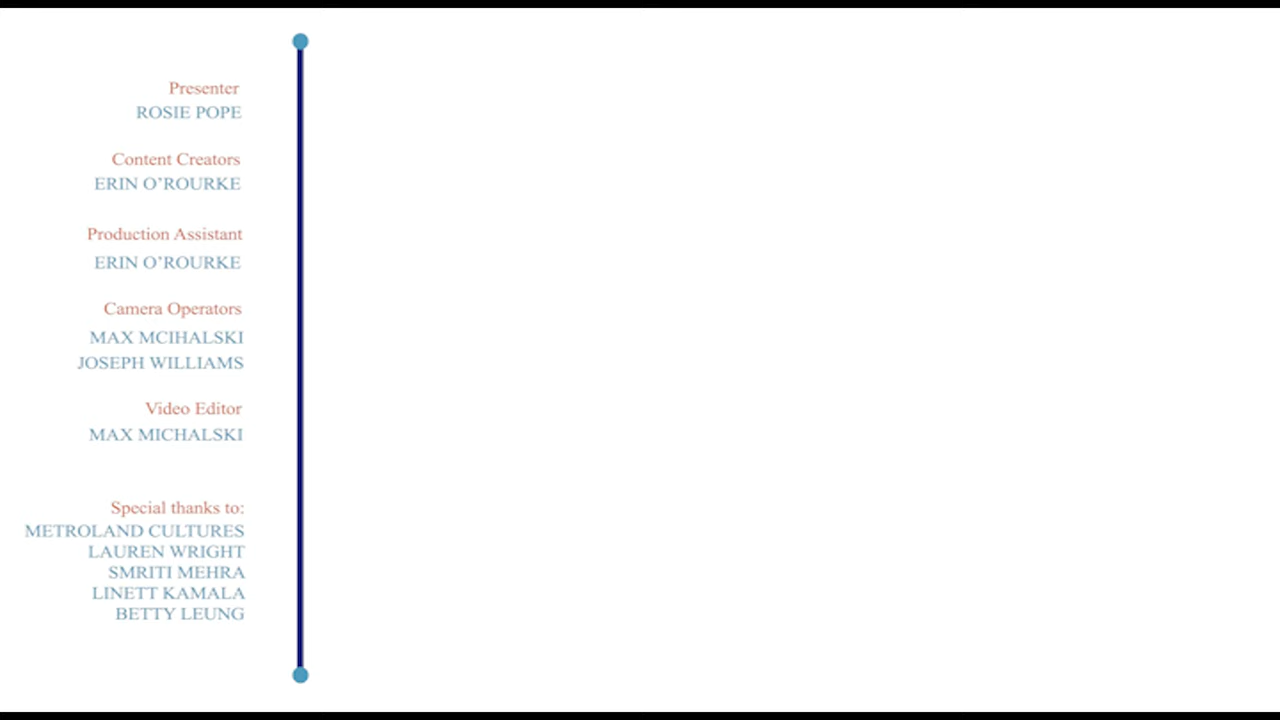 Presenter
ROSIE POPE
Content Creators
ERIN O’ROURKE
Production Assistant
ERIN O’ROURKE
Camera Operators
MAX MCIHALSKI
JOSEPH WILLIAMS
Video Editor
MAX MICHALSKI
Special thanks to:
METROLAND CULTURES
LAUREN WRIGHT
SMRITI MEHRA
LINETT KAMALA
BETTY LEUNG